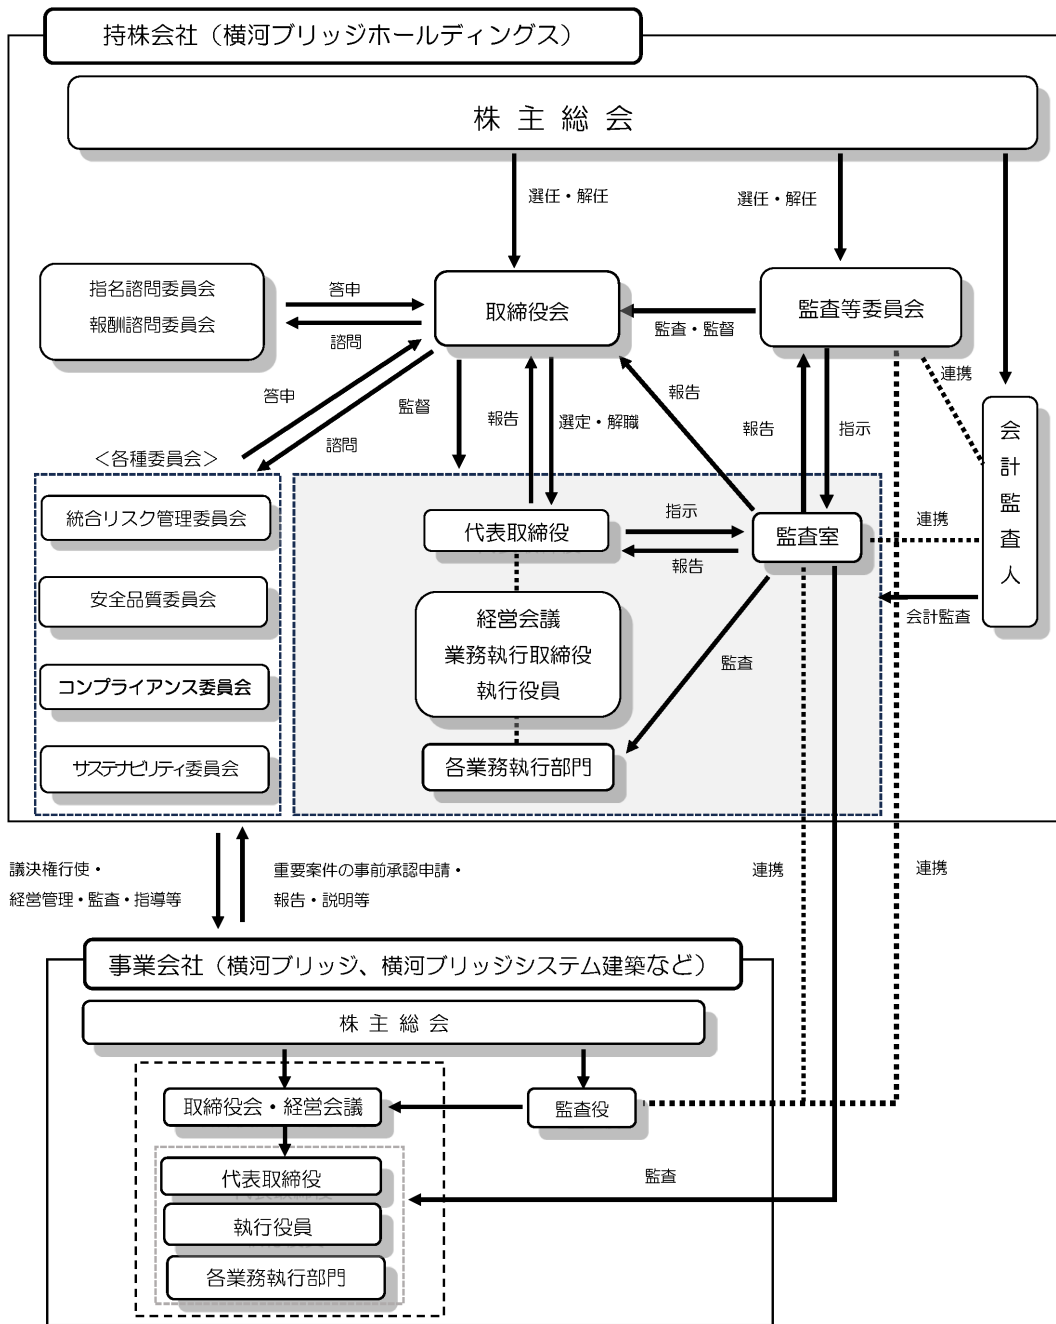 持株会社（横河ブリッジホールディングス）
株 主 総 会
選任・解任
選任・解任
指名諮問委員会
報酬諮問委員会
答申
諮問
取締役会
監査・監督
監査等委員会
連携
答申
諮問
監督
報告
選定・解職
報告
報告
指示
会計監査人
＜各種委員会＞
統合リスク管理委員会
安全品質委員会
コンプライアンス委員会
サステナビリティ委員会
代表取締役
指示
報告
監査室
連携
会計監査
経営会議
業務執行取締役
執行役員
監査
各業務執行部門
議決権行使・
経営管理・監査・指導等
重要案件の事前承認申請・
報告・説明等
連携
連携
事業会社（横河ブリッジ、横河ブリッジシステム建築など）
株 主 総 会
取締役会・経営会議
監査役
代表取締役
執行役員
各業務執行部門
監査